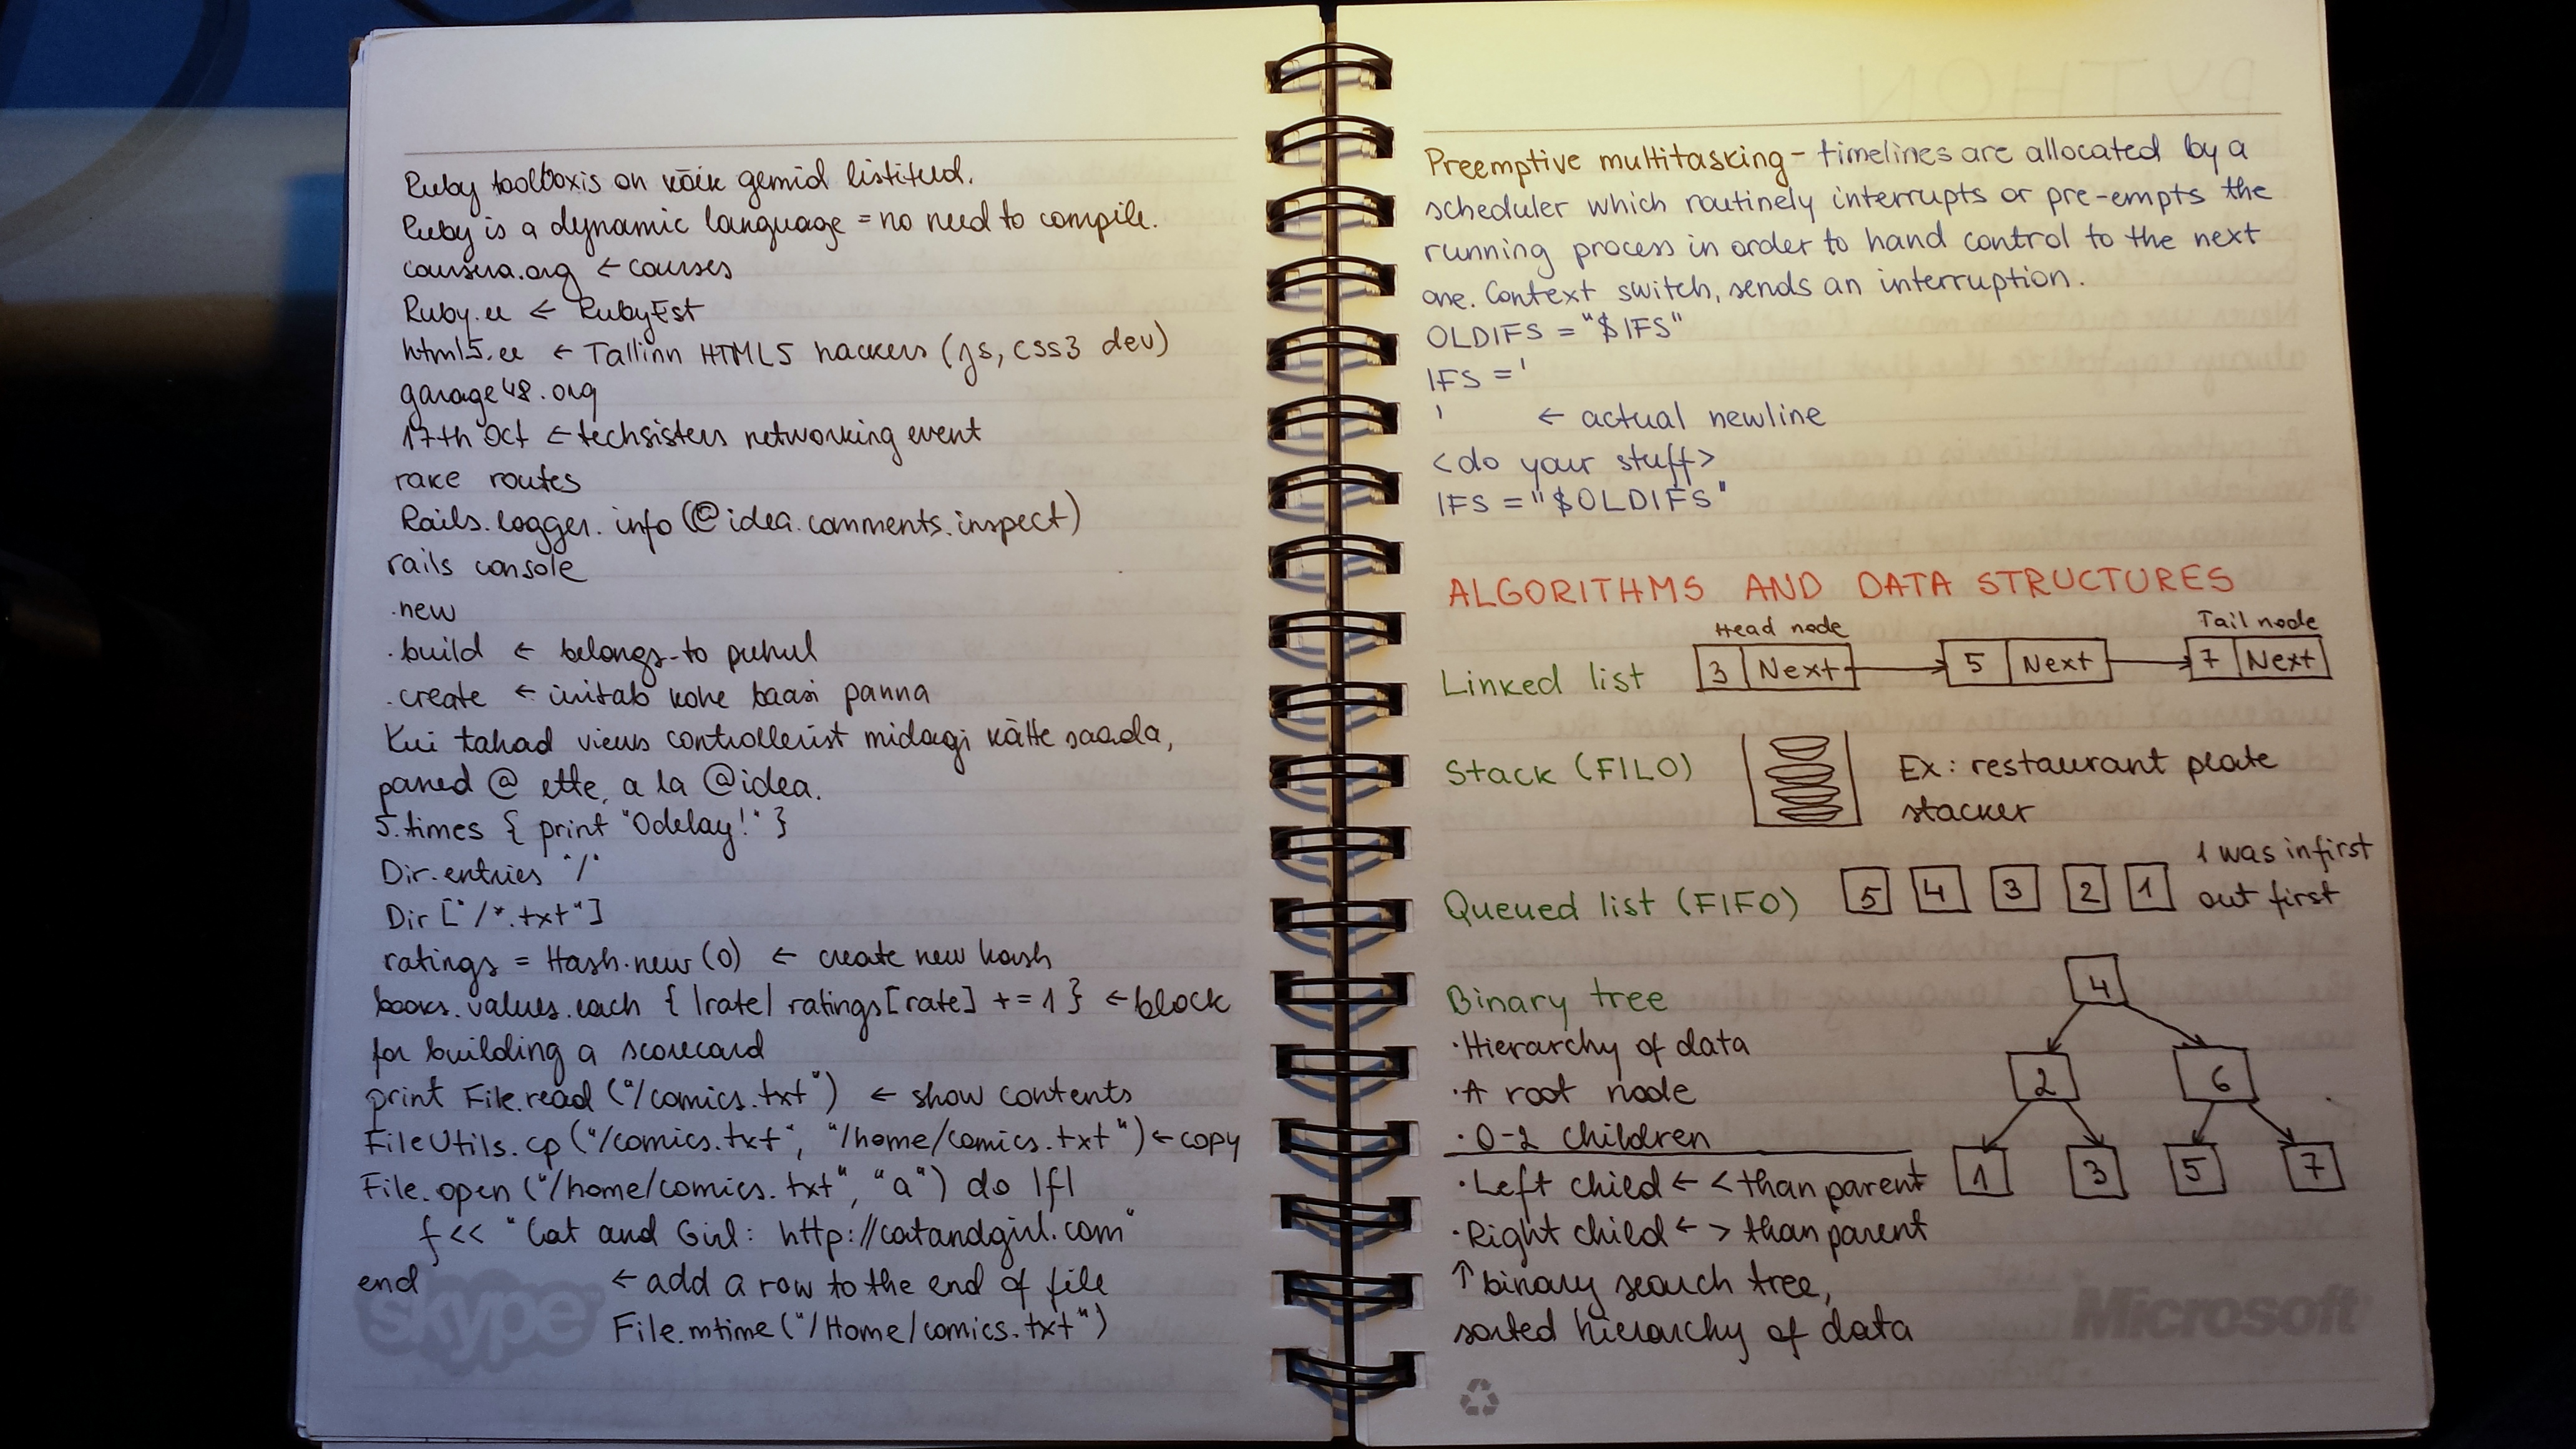 Ruby toolboxis on kõik gemid listitud.
Ruby is a dynamic language = no need to compile.
coursera.org ← courses
Ruby.ee ← RubyEst
html5.ee ← Tallinn HTML5 hackers (js, css3 dev)
garage48.org
17th Oct ← techsisters networking event
rake routes
Rails.logger.info (@idea.comments.inspect)
rails console
.new
.build ← belongs_to puhul
.create ← üritab kohe baasi panna
Kui tahad views controllerist midagi kätte saada,
paned @ ette, a la @idea.
5.times { print "Odelay!" }
Dir.entries "/"
Dir ["/*.txt"]
ratings = Hash.new (0) ← create new hash
books.values.each { |rate| ratings[rate] += 1 } ← block
for building a scorecard
print File.read ("/comics.txt") ← show contents
FileUtils.cp ("/comics.txt", "/home/comics.txt") ← copy
File.open ("/home/comics.txt", "a") do |f|
f << "Cat and Girl: http://catandgirl.com"
end ← add a row to the end of file
File.mtime ("/Home/comics.txt")
skype
PYTHON
Preemptive multitasking - timelines are allocated by a
scheduler which routinely interrupts or pre-empts the
running process in order to hand control to the next
one. Context switch, sends an interruption.
OLDIFS = "$IFS"
IFS = '
' ← actual newline
<do your stuff>
IFS = "$OLDIFS"
ALGORITHMS AND DATA STRUCTURES
Head node Tail node
Linked list 3 Next 5 Next 7 Next
Stack (FILO) Ex: restaurant plate
stacker
Queued list (FIFO) 5 4 3 2 1 1 was in first
out first
Binary tree
4
·Hierarchy of data
·A root node
2 6
·0-2 children
·Left child ← < than parent
1 3 5 7
·Right child ← > than parent
↑ binary search tree,
sorted hierarchy of data
Microsoft